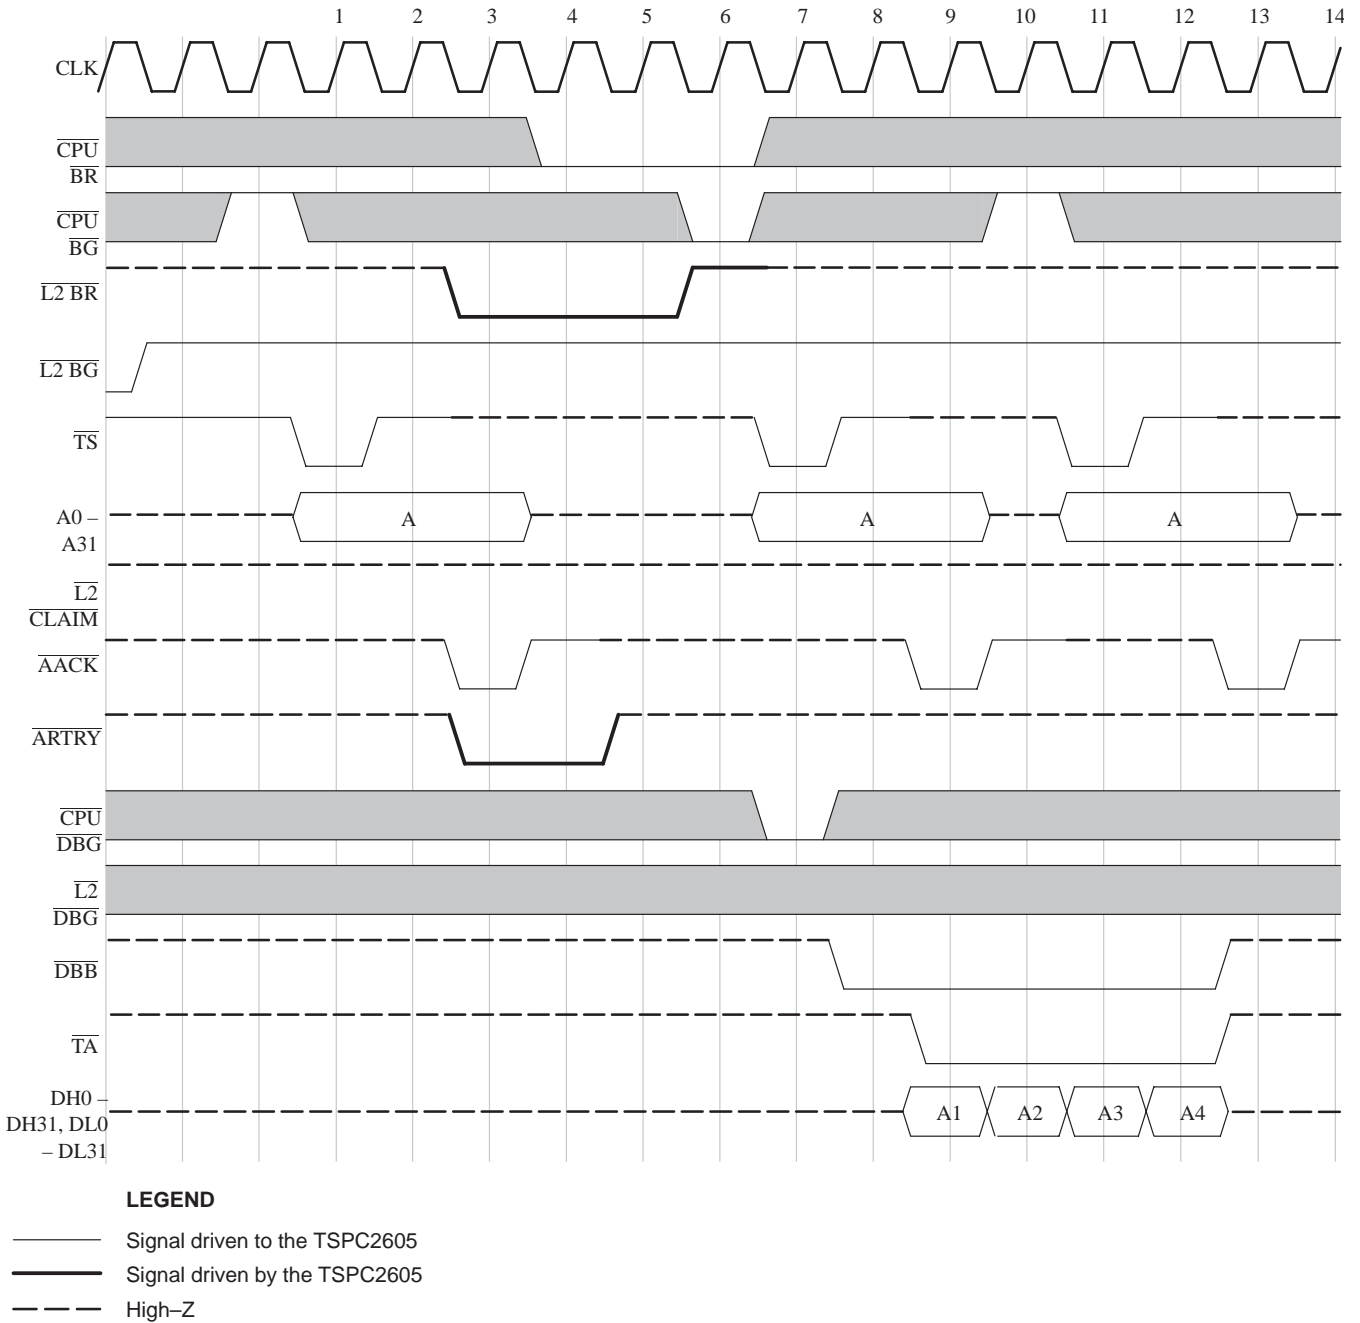 1 2 3 4 5 6 7 8 9 10 11 12 13 14
CLK
CPU
BR
CPU
BG
L2 BR
L2 BG
TS
A0 –
A31
A A A
L2
CLAIM
AACK
ARTRY
CPU
DBG
L2
DBG
DBB
TA
DH0 –
DH31, DL0
– DL31
A1 A2 A3 A4
LEGEND
Signal driven to the TSPC2605
Signal driven by the TSPC2605
High–Z